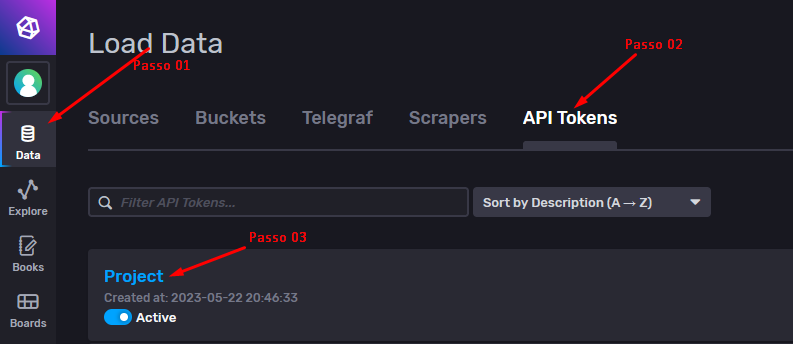 Load Data
Passo 01
Passo 02
Sources Buckets Telegraf Scrapers API Tokens
Data
Explore
Books
Boards
Filter API Tokens...
Sort by Description (A → Z)
Passo 03
Project
Created at: 2023-05-22 20:46:33
Active